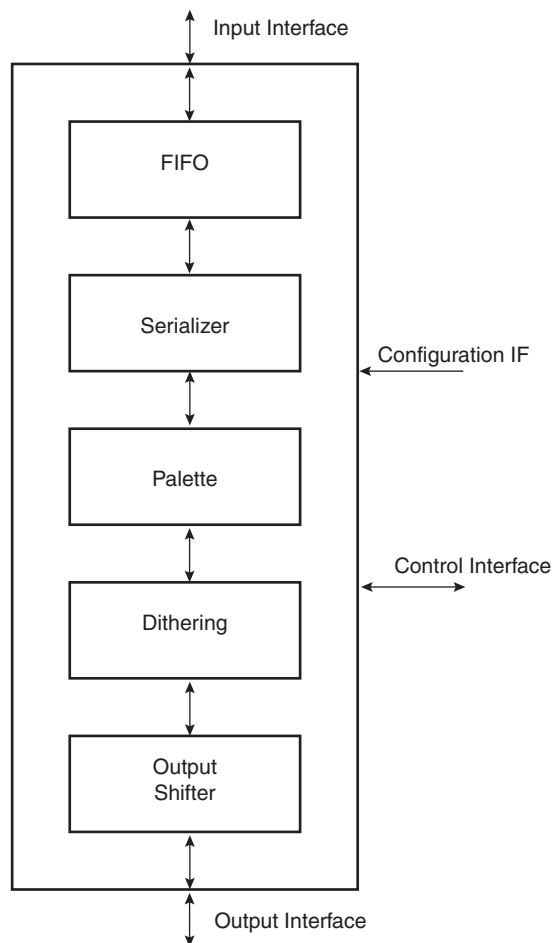 Input Interface
FIFO
Serializer
Configuration IF
Palette
Control Interface
Dithering
Output
Shifter
Output Interface